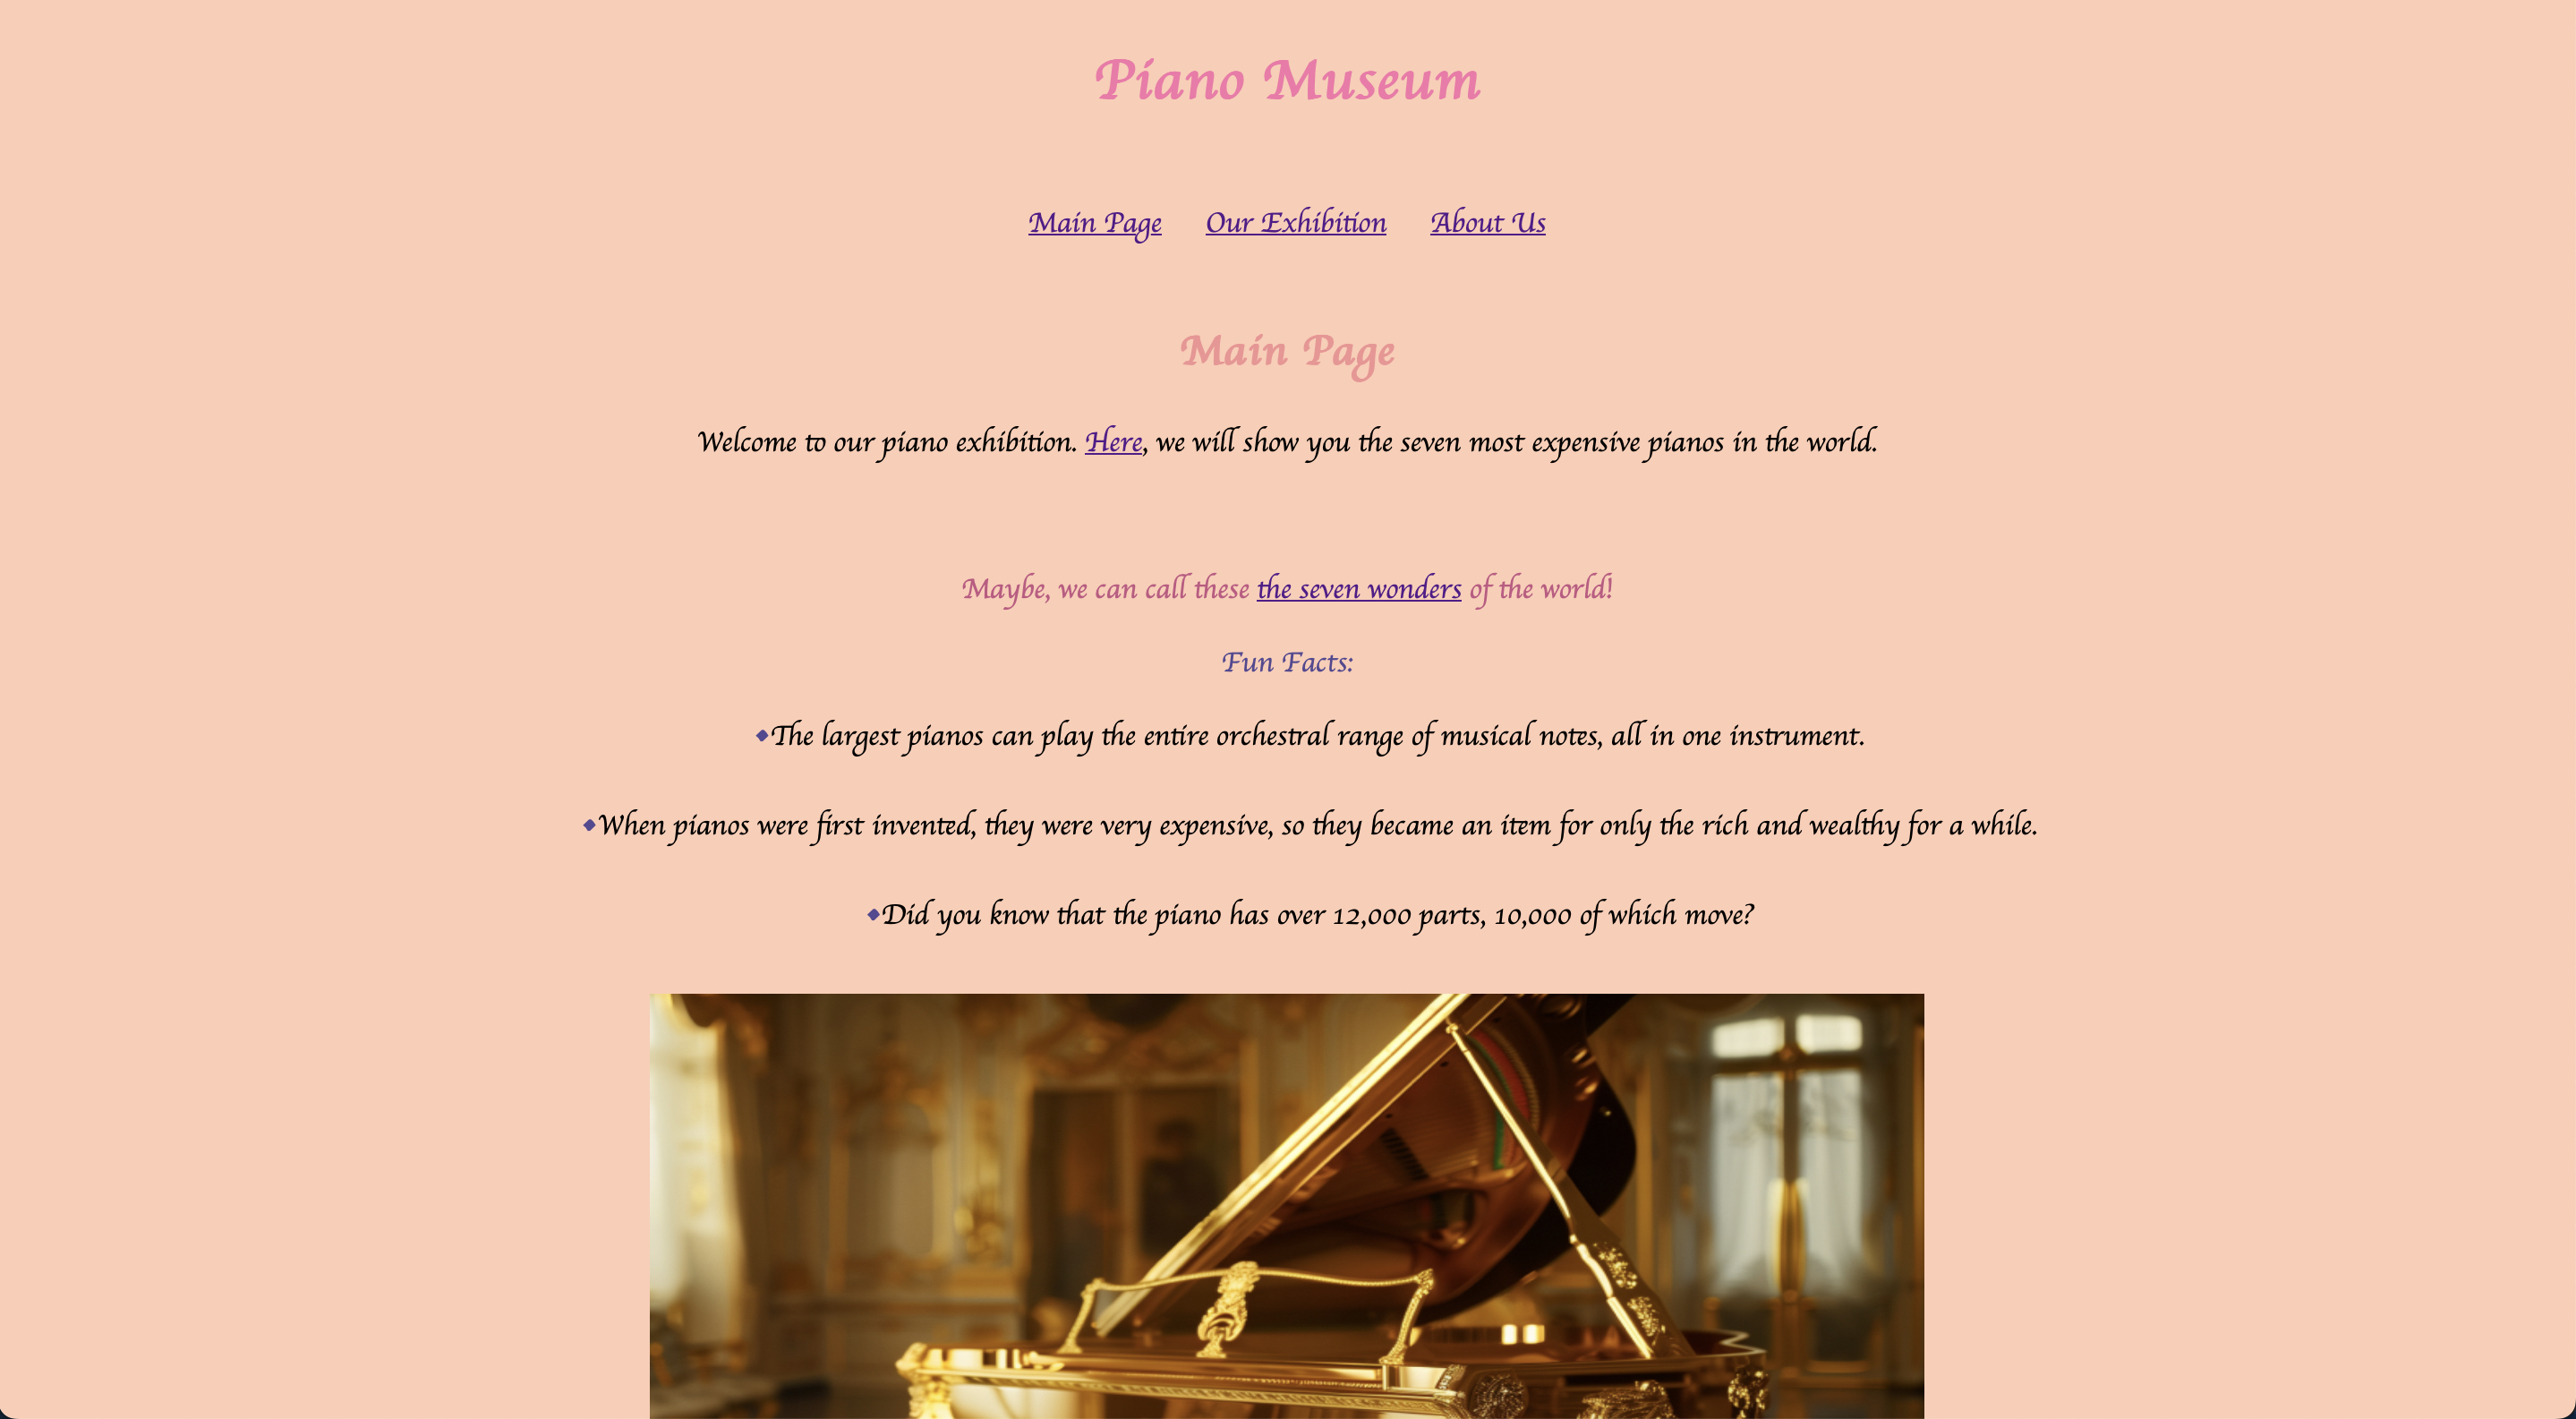 Piano Museum
Main Page Our Exhibition About Us
Main Page
Welcome to our piano exhibition. Here, we will show you the seven most expensive pianos in the world.
Maybe, we can call these the seven wonders of the world!
Fun Facts:
◆The largest pianos can play the entire orchestral range of musical notes, all in one instrument.
◆When pianos were first invented, they were very expensive, so they became an item for only the rich and wealthy for a while.
◆Did you know that the piano has over 12,000 parts, 10,000 of which move?